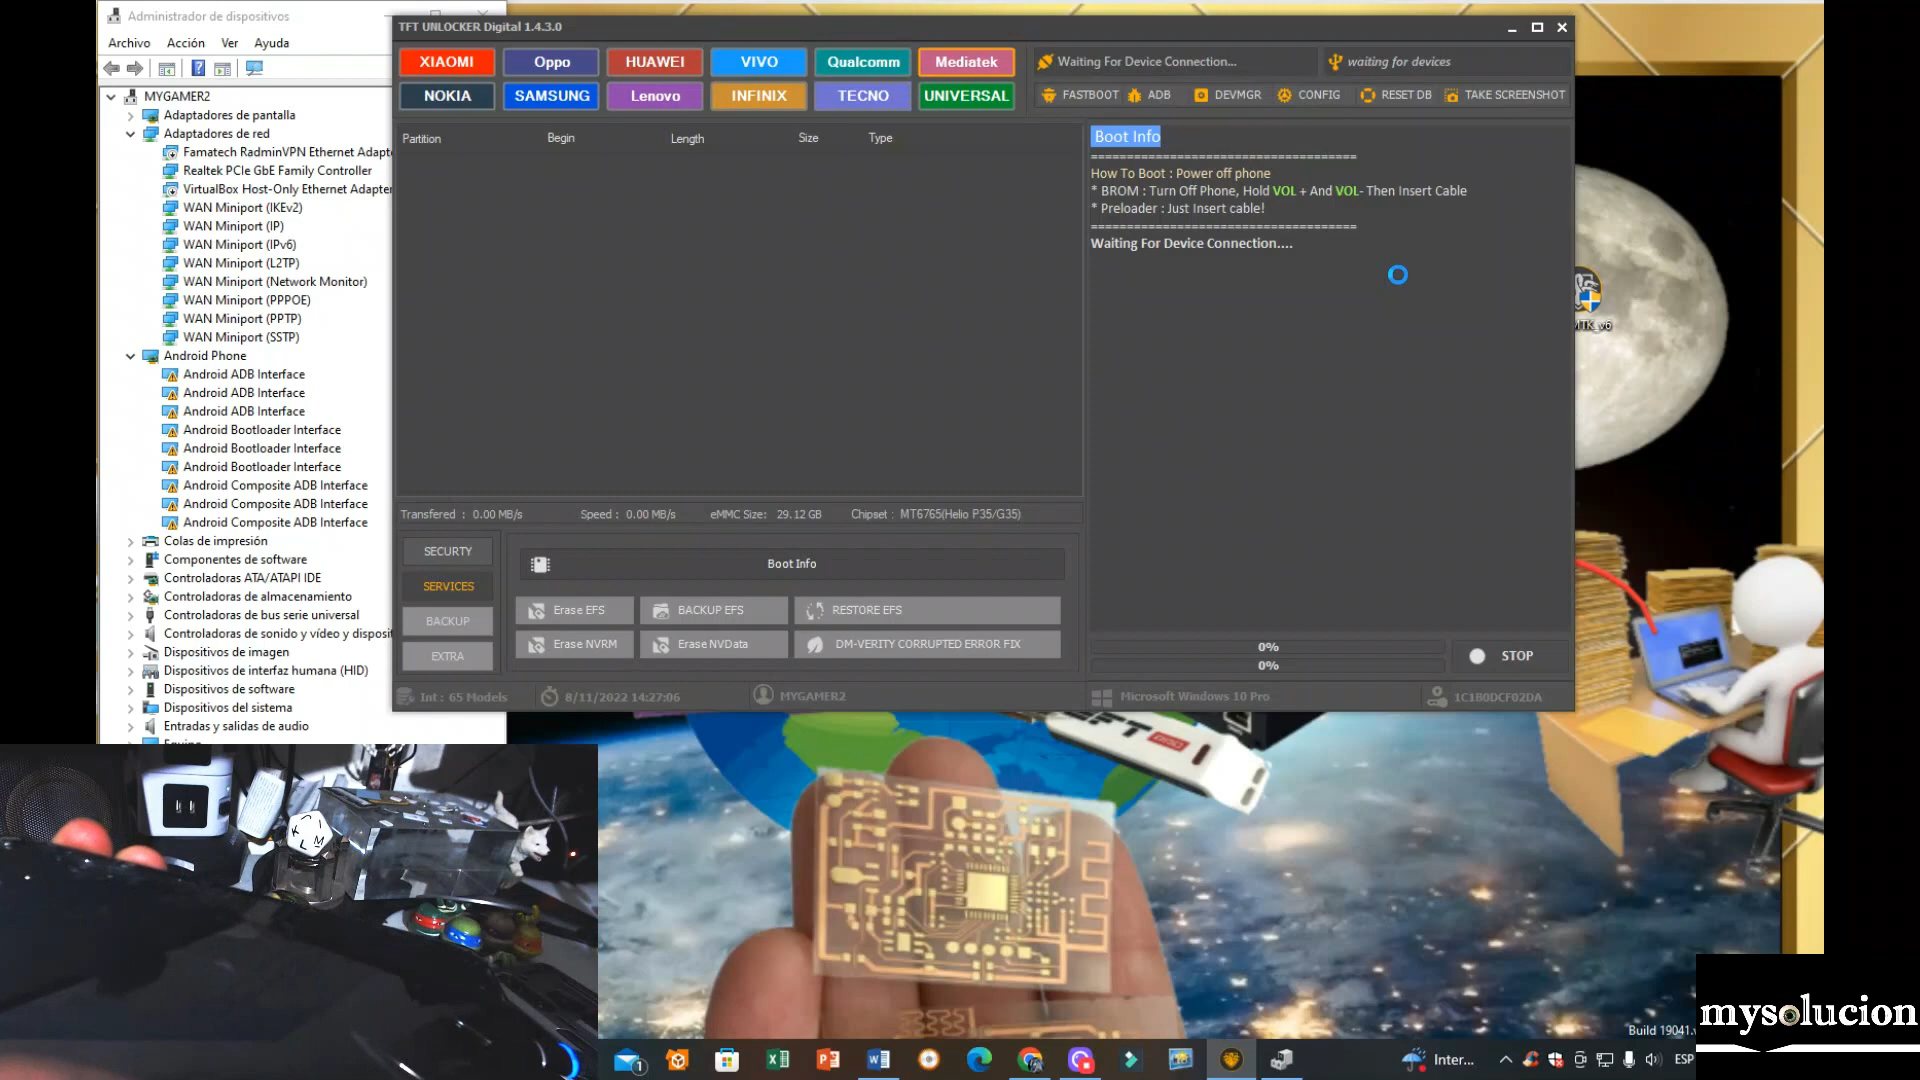 Administrador de dispositivos
Archivo Acción Ver Ayuda
MYGAMER2
Adaptadores de pantalla
Adaptadores de red
Famatech RadminVPN Ethernet Adapte
Realtek PCIe GbE Family Controller
VirtualBox Host-Only Ethernet Adapter
WAN Miniport (IKEv2)
WAN Miniport (IP)
WAN Miniport (IPv6)
WAN Miniport (L2TP)
WAN Miniport (Network Monitor)
WAN Miniport (PPPOE)
WAN Miniport (PPTP)
WAN Miniport (SSTP)
Android Phone
Android ADB Interface
Android ADB Interface
Android ADB Interface
Android Bootloader Interface
Android Bootloader Interface
Android Bootloader Interface
Android Composite ADB Interface
Android Composite ADB Interface
Android Composite ADB Interface
Colas de impresión
Componentes de software
Controladoras ATA/ATAPI IDE
Controladoras de almacenamiento
Controladoras de bus serie universal
Controladoras de sonido y vídeo y disposit
Dispositivos de imagen
Dispositivos de interfaz humana (HID)
Dispositivos de software
Dispositivos del sistema
Entradas y salidas de audio
TFT UNLOCKER Digital 1.4.3.0
XIAOMI Oppo HUAWEI VIVO Qualcomm Mediatek
NOKIA SAMSUNG Lenovo INFINIX TECNO UNIVERSAL
Waiting For Device Connection... waiting for devices
FASTBOOT ADB DEVMGR CONFIG RESET DB TAKE SCREENSHOT
Partition Begin Length Size Type
Boot Info
=====================================
How To Boot : Power off phone
* BROM : Turn Off Phone, Hold VOL + And VOL- Then Insert Cable
* Preloader : Just Insert cable!
=====================================
Waiting For Device Connection....
Transfered : 0.00 MB/s Speed : 0.00 MB/s eMMC Size: 29.12 GB Chipset : MT6765(Helio P35/G35)
SECURTY
SERVICES
BACKUP
EXTRA
Boot Info
Erase EFS BACKUP EFS RESTORE EFS
Erase NVRM Erase NVData DM-VERITY CORRUPTED ERROR FIX
0%
0%
STOP
Int : 65 Models 8/11/2022 14:27:06 MYGAMER2 Microsoft Windows 10 Pro 1C1B0DCF02DA
MTK_v6
K L M
Build 19041.
mysolucion
1 Inter... ESP